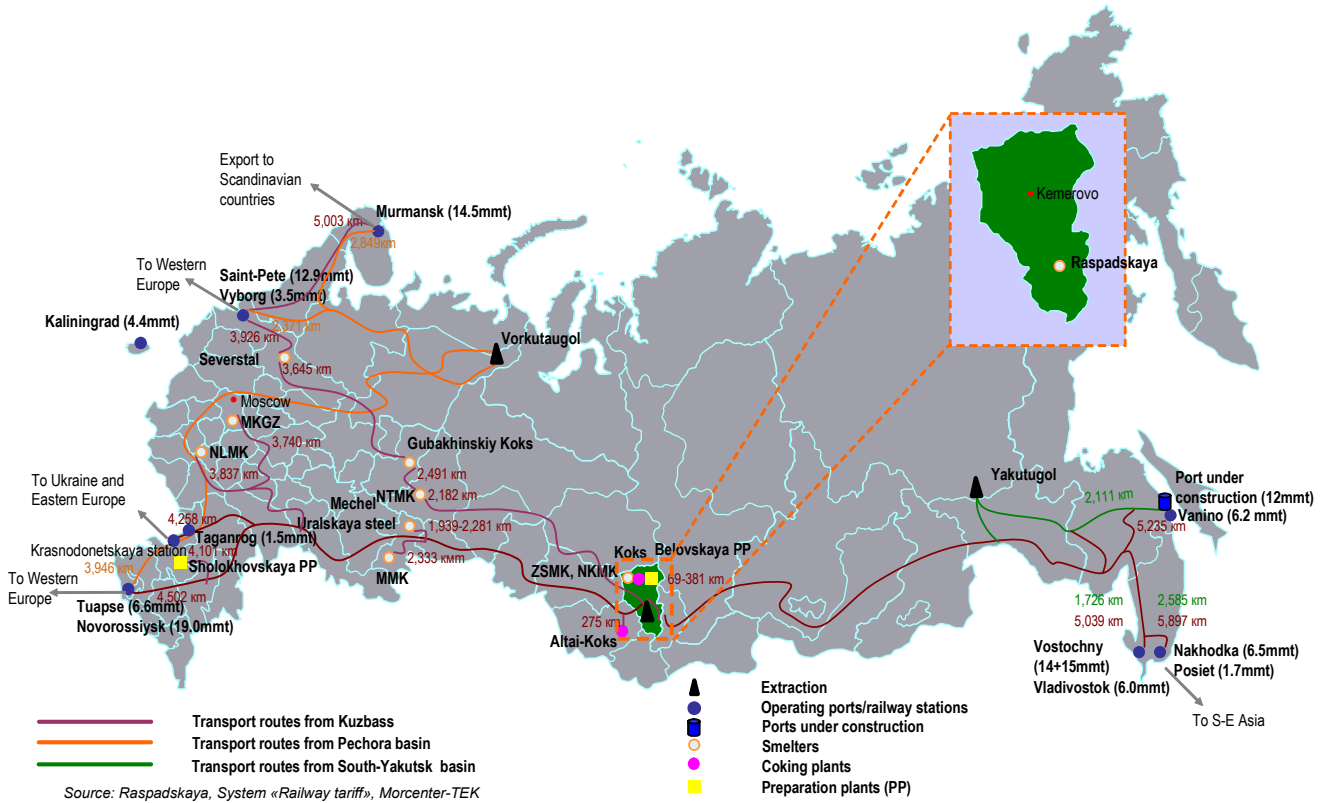 Export to
Scandinavian
countries
5,003 км
Murmansk (14.5mmt)
2,849км
To Western
Europe
Saint-Pete (12.9mmt)
Vyborg (3.5mmt)
Kaliningrad (4.4mmt)
2,371 км
3,926 км
Severstal
3,645 км
Vorkutaugol
Moscow
MKGZ
3,740 км
NLMK
3,837 км
Gubakhinskiy Koks
2,491 км
NTMK
2,182 км
Mechel
Uralskaya steel
1,939-2,281 км
MMK
2,333 кмm
To Ukraine and
Eastern Europe
4,258 км
Taganrog (1.5mmt)
Krasnodonetskaya station
4,101 км
Sholokhovskaya PP
3,946 км
To Western
Europe
4,502 км
Tuapse (6.6mmt)
Novorossiysk (19.0mmt)
Koks
Belovskaya PP
ZSMK, NKMK
69-381 км
275 км
Altai-Koks
Kemerovo
Raspadskaya
Yakutugol
2,111 км
Port under
construction (12mmt)
Vanino (6.2 mmt)
5,235 км
1,726 км
5,039 км
2,585 км
5,897 км
Vostochny
(14+15mmt)
Vladivostok (6.0mmt)
Nakhodka (6.5mmt)
Posiet (1.7mmt)
To S-E Asia
Transport routes from Kuzbass
Transport routes from Pechora basin
Transport routes from South-Yakutsk basin
Extraction
Operating ports/railway stations
Ports under construction
Smelters
Coking plants
Preparation plants (PP)
Source: Raspadskaya, System «Railway tariff», Morcenter-TEK